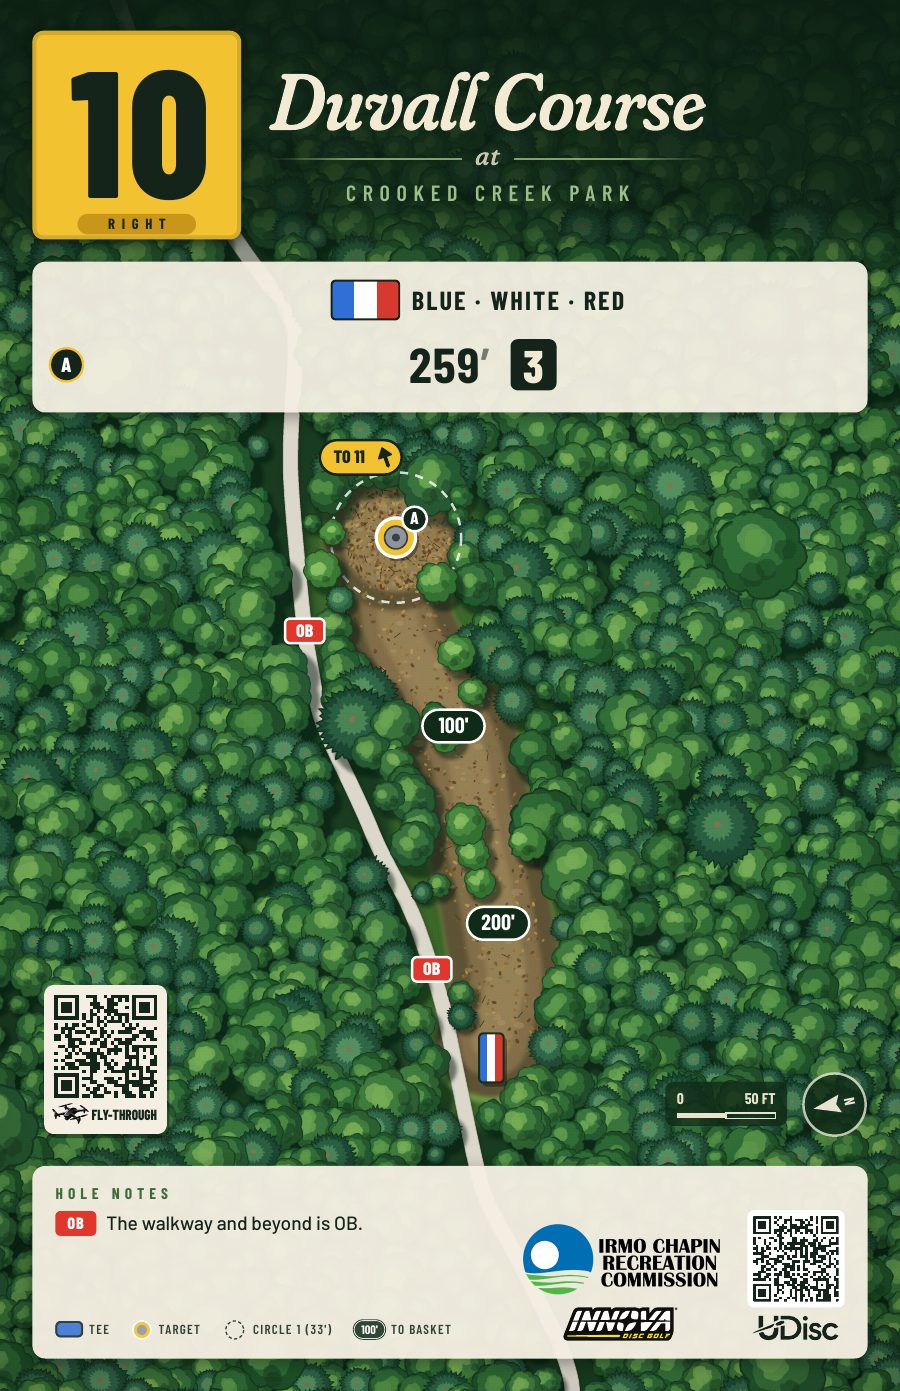 10
RIGHT
Duvall Course
at
CROOKED CREEK PARK
BLUE · WHITE · RED
A
259' 3
TO 11
A
OB
100'
200'
OB
FLY-THROUGH
0 50 FT
N
HOLE NOTES
OB The walkway and beyond is OB.
IRMO CHAPIN
RECREATION
COMMISSION
INNOVA
DISC GOLF
UDisc
TEE TARGET CIRCLE 1 (33') 100' TO BASKET